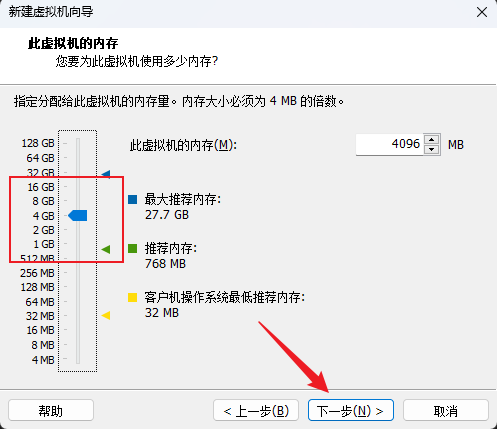 新建虚拟机向导
此虚拟机的内存
您要为此虚拟机使用多少内存?
指定分配给此虚拟机的内存量。内存大小必须为 4 MB 的倍数。
此虚拟机的内存(M): 4096 MB
128 GB
64 GB
32 GB
16 GB
8 GB
4 GB
2 GB
1 GB
512 MB
256 MB
128 MB
64 MB
32 MB
16 MB
8 MB
4 MB
最大推荐内存:
27.7 GB
推荐内存:
768 MB
客户机操作系统最低推荐内存:
32 MB
帮助
< 上一步(B)
下一步(N) >
取消